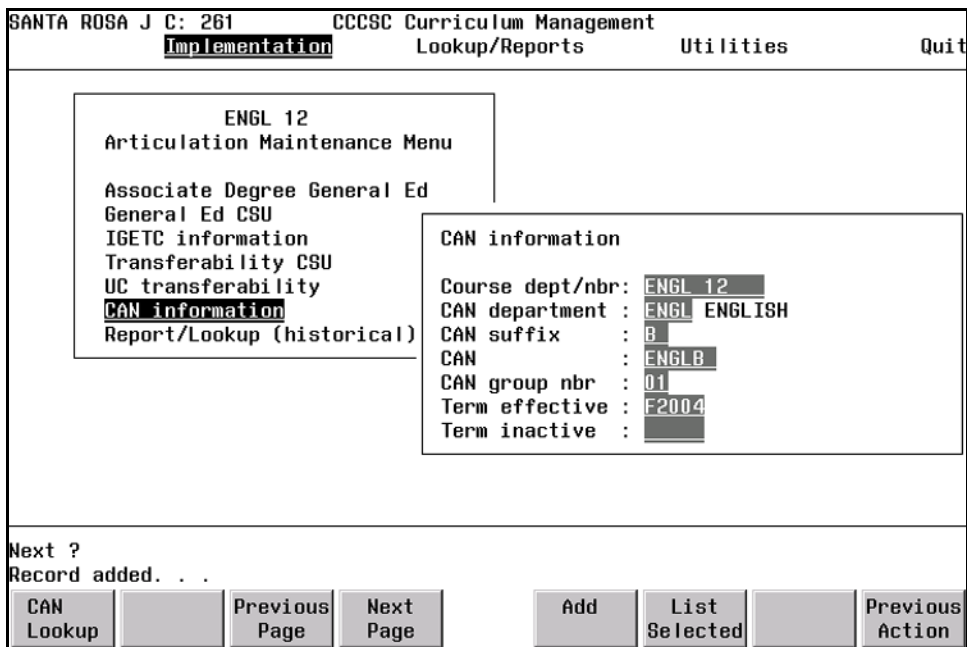 SANTA ROSA J C: 261 CCCSC Curriculum Management
Implementation Lookup/Reports Utilities Quit
ENGL 12
Articulation Maintenance Menu
Associate Degree General Ed
General Ed CSU
IGETC information
Transferability CSU
UC transferability
CAN information
Report/Lookup (historical)
CAN information
Course dept/nbr: ENGL 12
CAN department : ENGL ENGLISH
CAN suffix : B
CAN : ENGLB
CAN group nbr : 01
Term effective : F2004
Term inactive :
Next ?
Record added. . .
CAN Lookup
Previous Page
Next Page
Add
List Selected
Previous Action